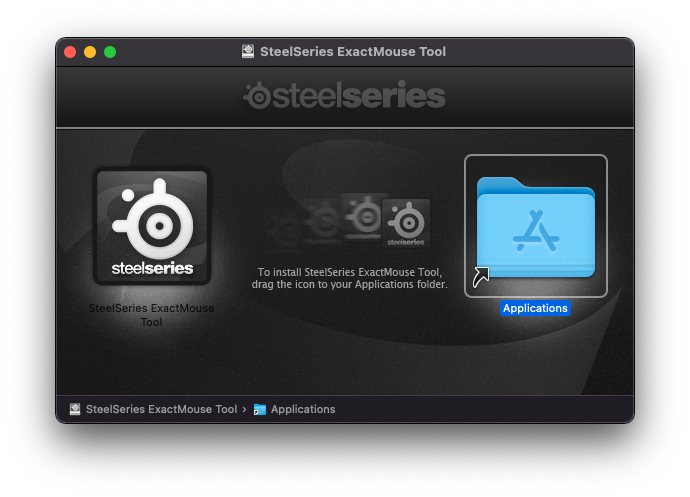 SteelSeries ExactMouse Tool
steelseries
steelseries
steelseries
To install SteelSeries ExactMouse Tool,
drag the icon to your Applications folder.
SteelSeries ExactMouse
Tool
Applications
SteelSeries ExactMouse Tool › Applications